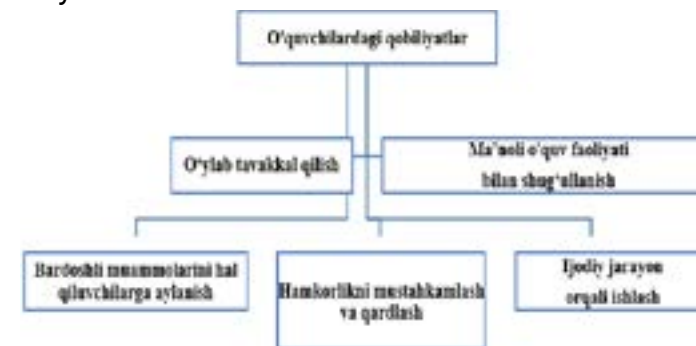 O'quvchilardagi qobiliyatlar
O'ylab tavakkal qilish
Ma'noli o'quv faoliyati
bilan shug'ullanish
Bardoshli muammolarini hal
qiluvchilarga aylanish
Hamkorlikni mustahkamlash
va qardlash
Ijodiy jarayon
orqali ishlash